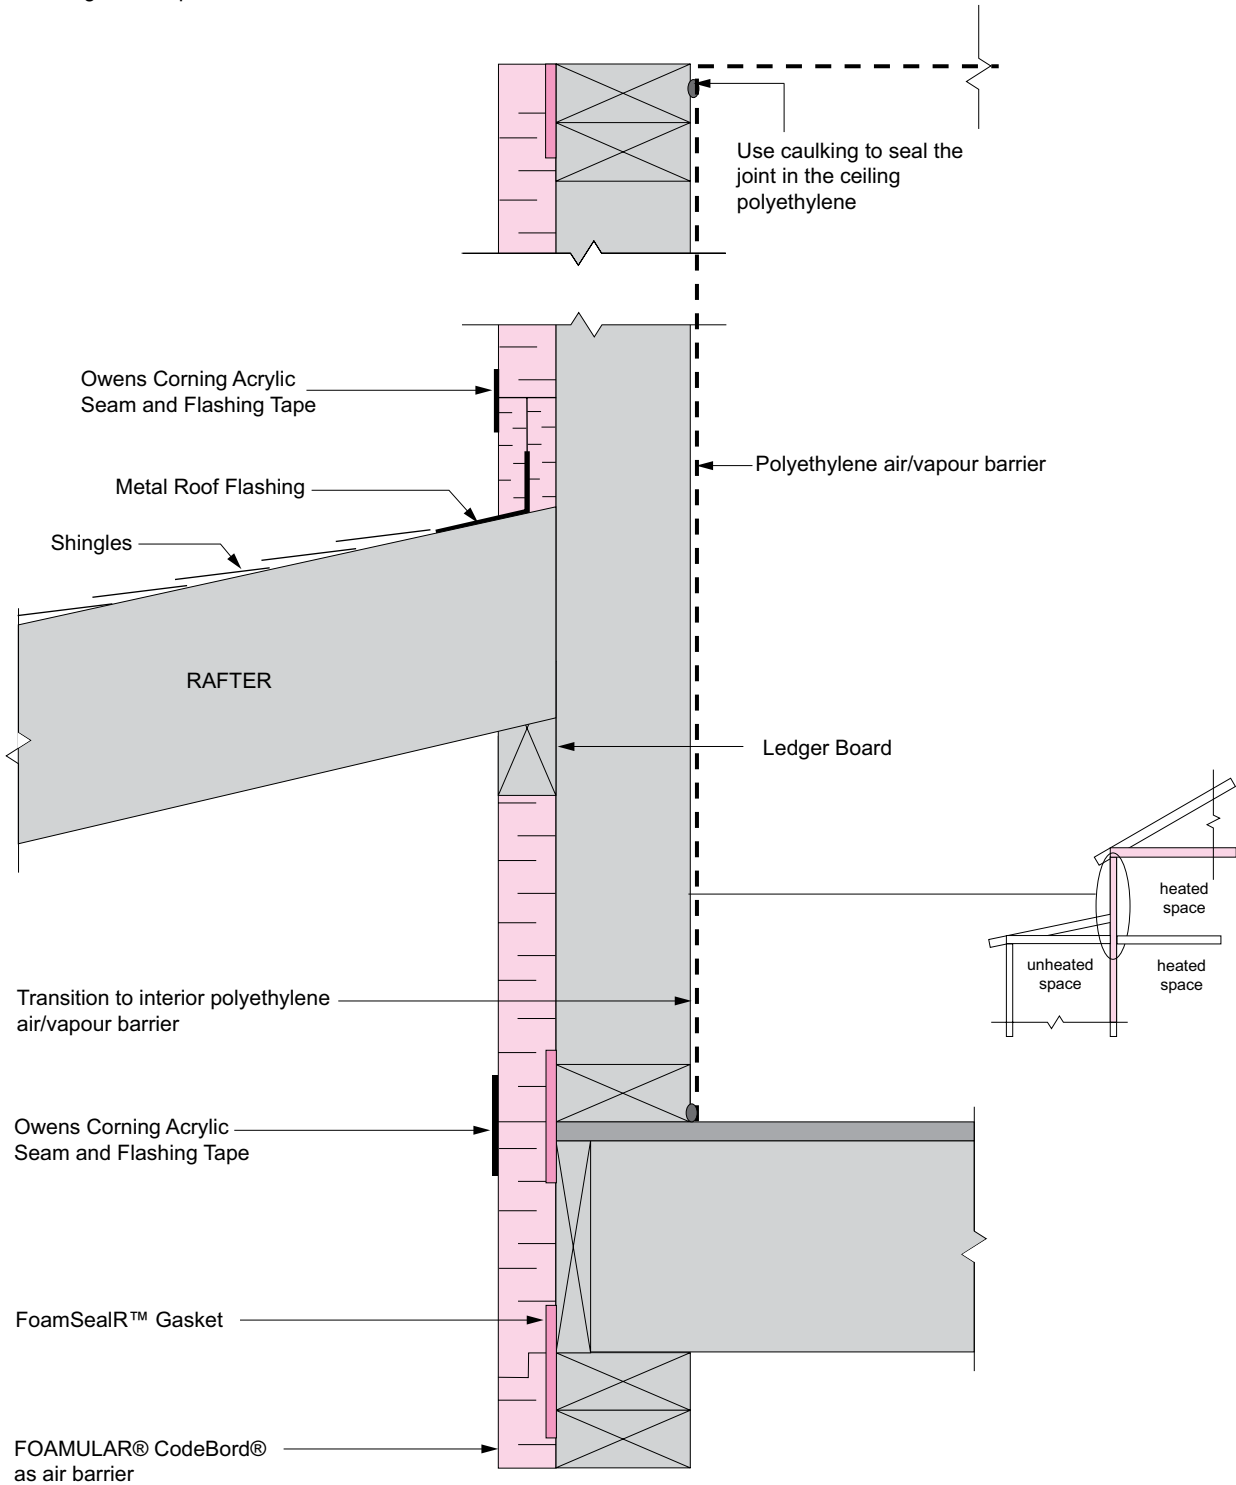 Use caulking to seal the
joint in the ceiling
polyethylene
Owens Corning Acrylic
Seam and Flashing Tape
Polyethylene air/vapour barrier
Metal Roof Flashing
Shingles
RAFTER
Ledger Board
heated
space
unheated
space
heated
space
Transition to interior polyethylene
air/vapour barrier
Owens Corning Acrylic
Seam and Flashing Tape
FoamSealR™ Gasket
FOAMULAR® CodeBord®
as air barrier